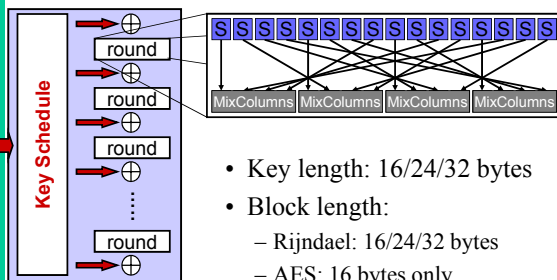 Key Schedule
round
round
round
round
S S S S S S S S S S S S S S S S
MixColumns MixColumns MixColumns MixColumns
• Key length: 16/24/32 bytes
• Block length:
– Rijndael: 16/24/32 bytes
– AES: 16 bytes only